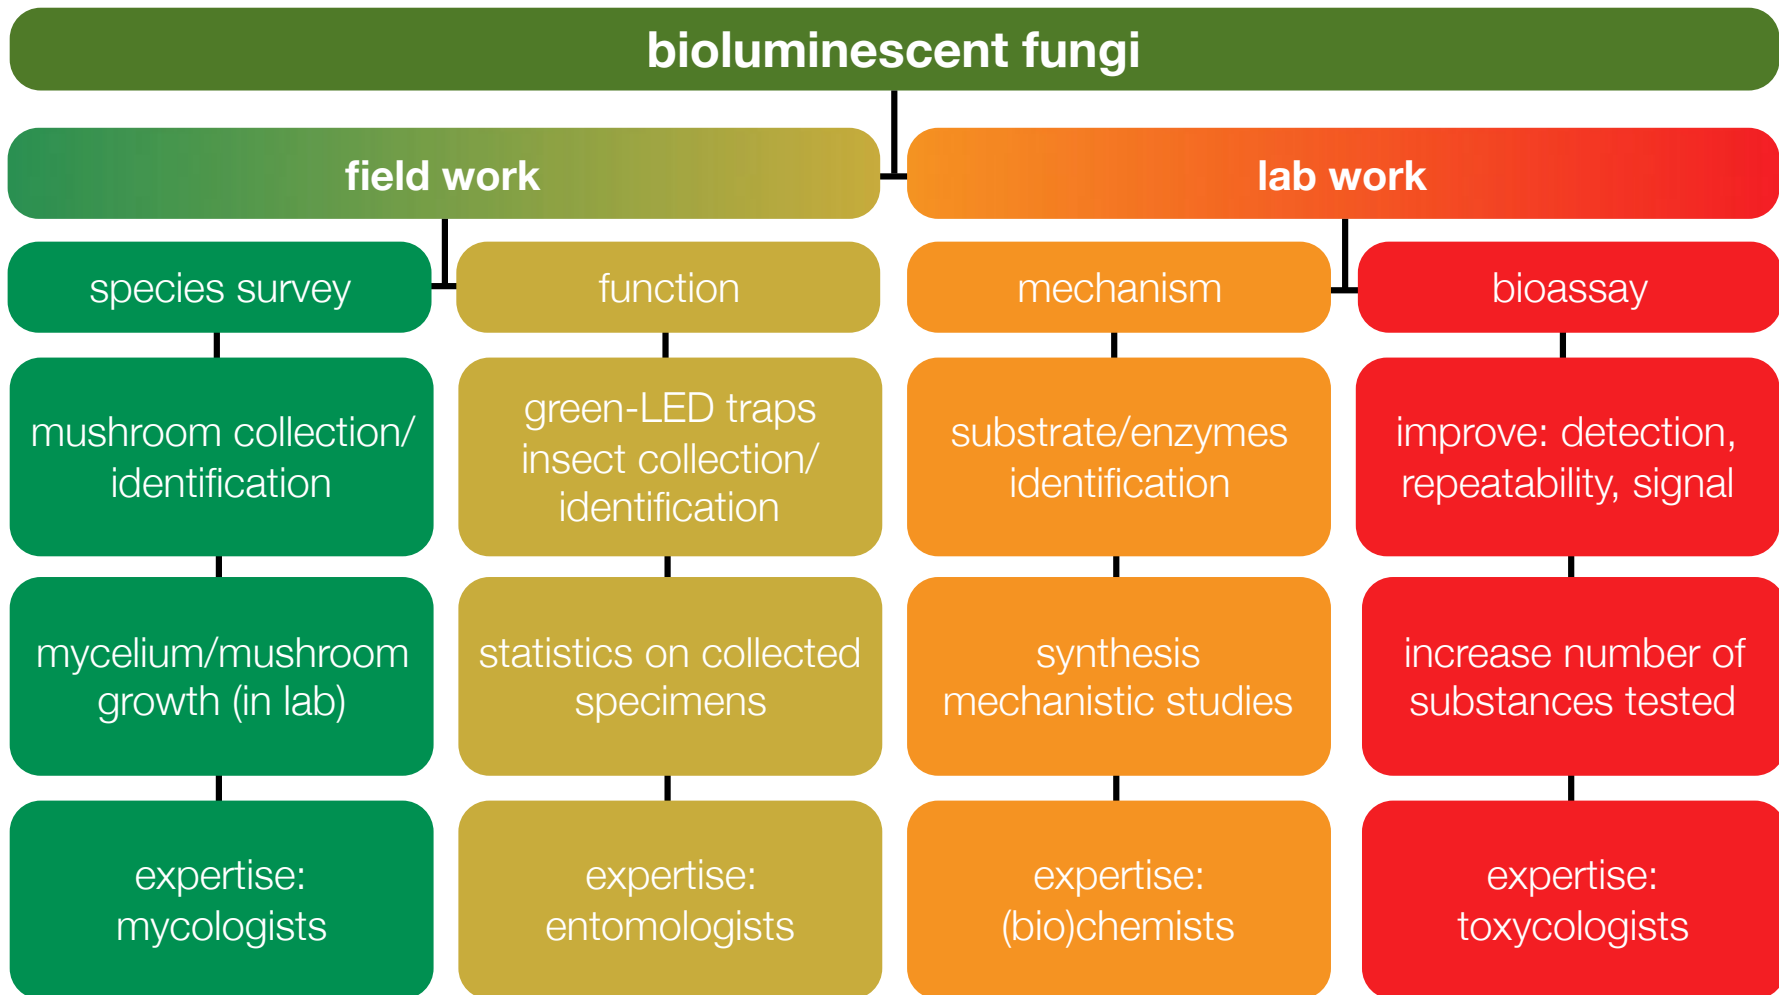 bioluminescent fungi
field work
lab work
species survey
function
mechanism
bioassay
mushroom collection/
identification
green-LED traps
insect collection/
identification
substrate/enzymes
identification
improve: detection,
repeatability, signal
mycelium/mushroom
growth (in lab)
statistics on collected
specimens
synthesis
mechanistic studies
increase number of
substances tested
expertise:
mycologists
expertise:
entomologists
expertise:
(bio)chemists
expertise:
toxycologists